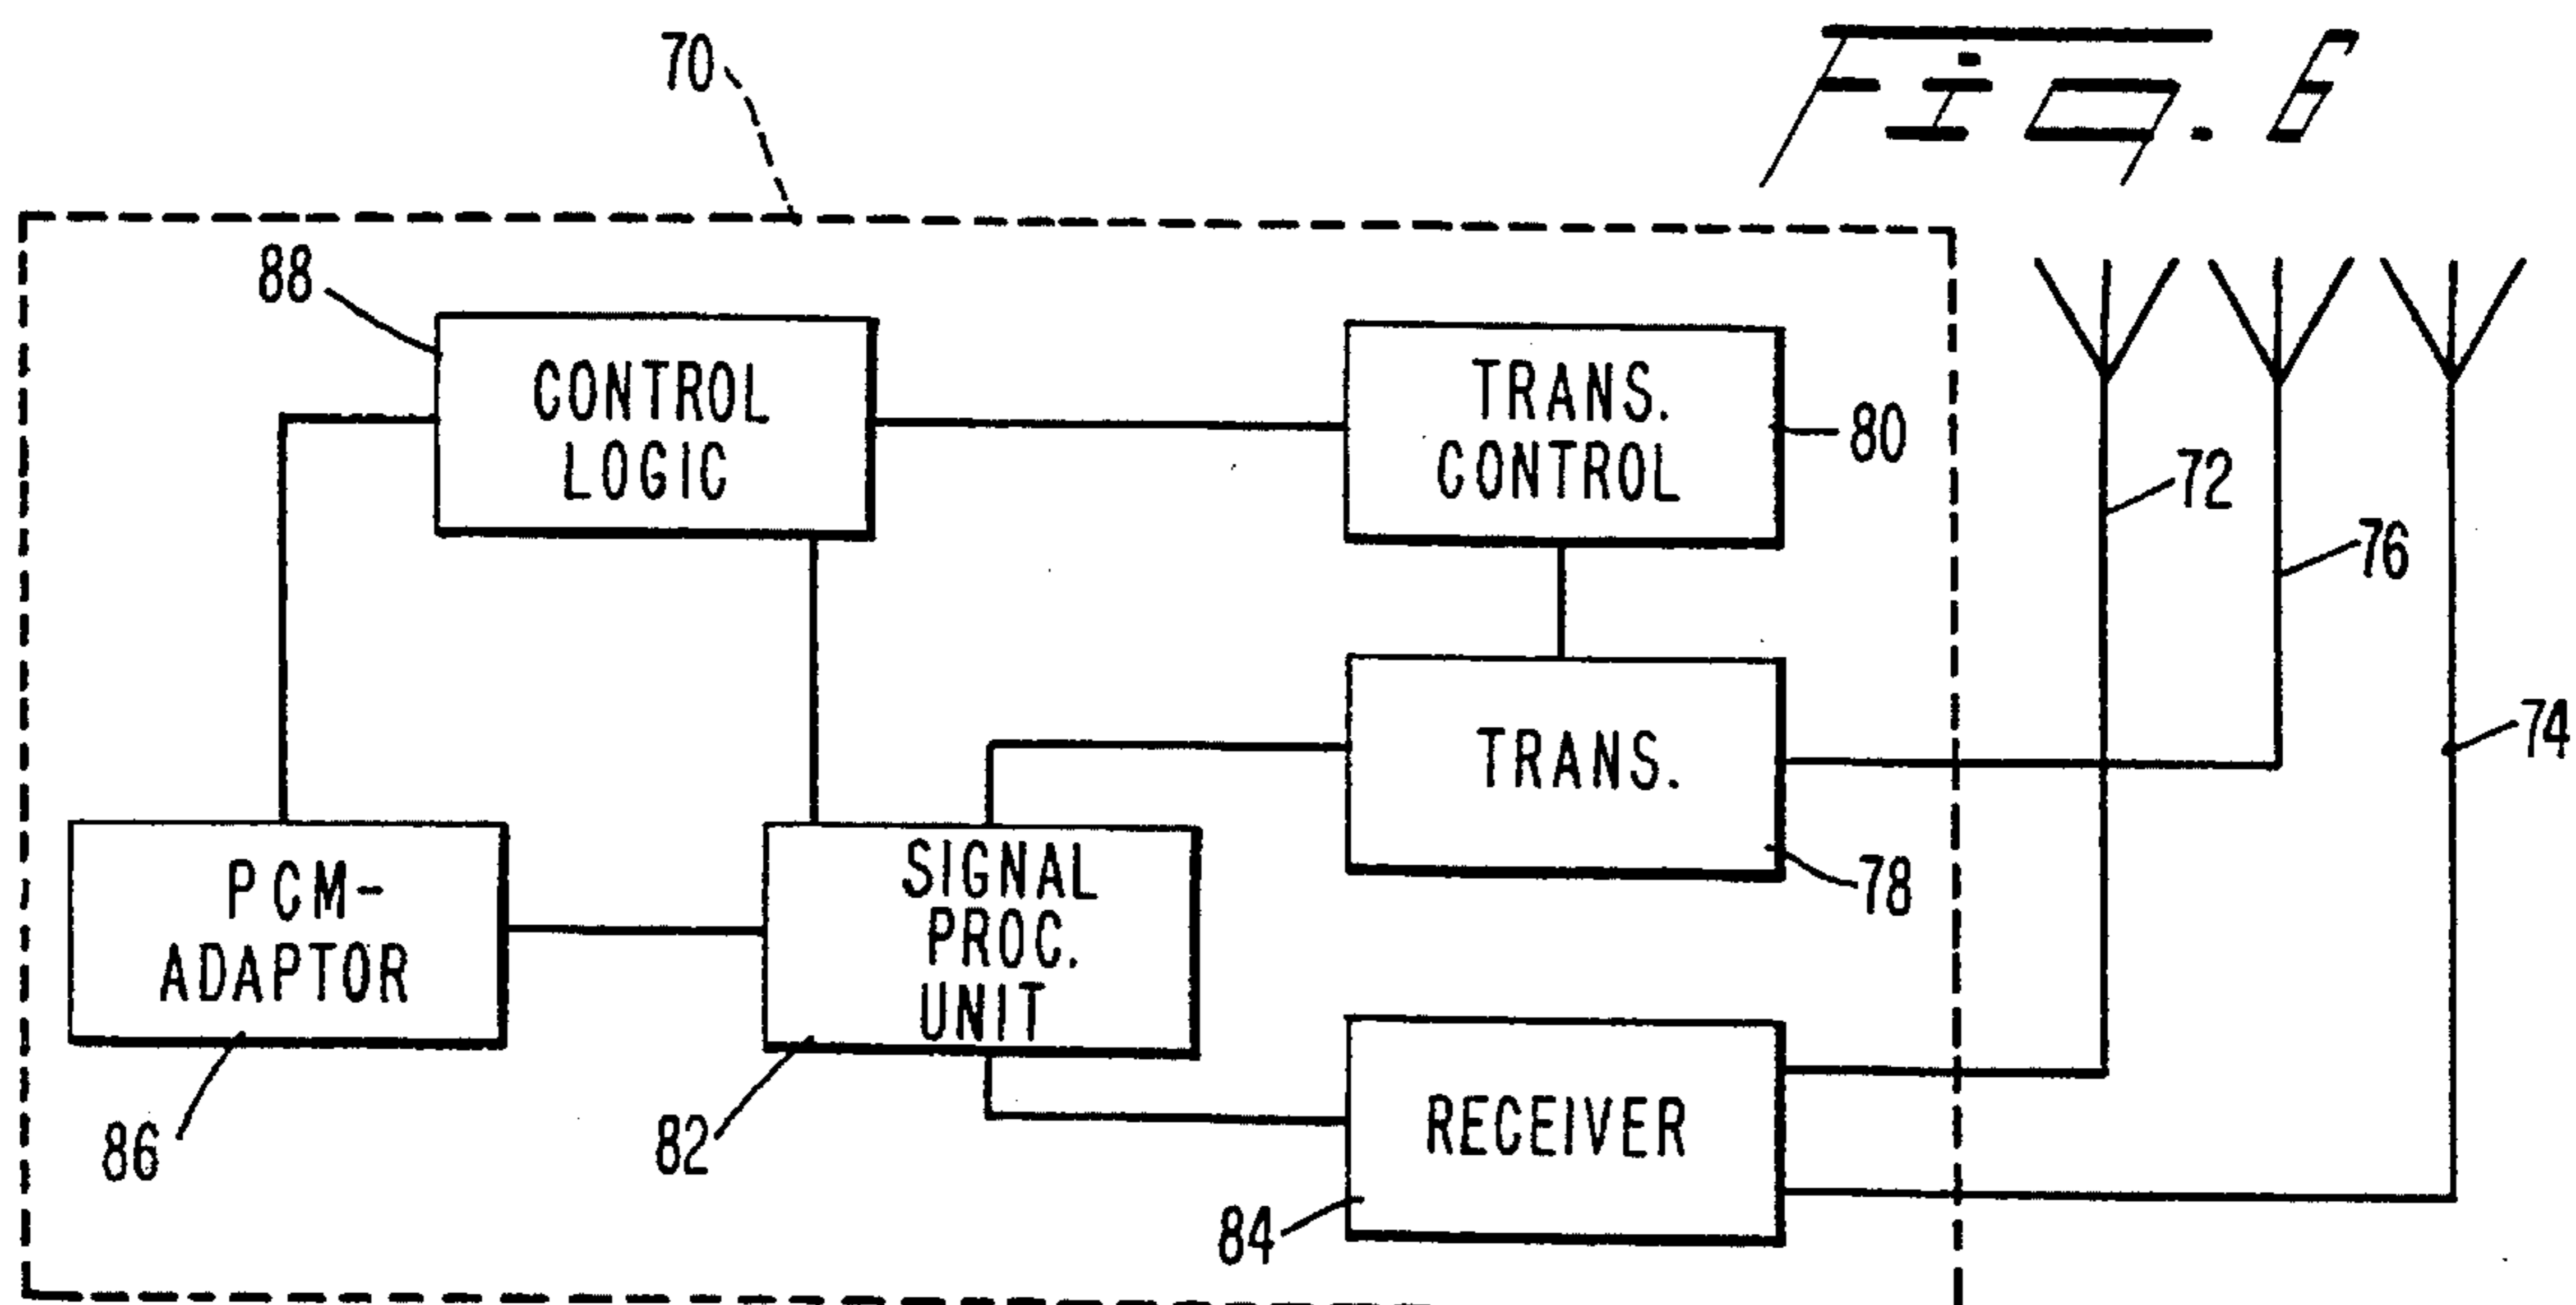 Fig. 6
70
88
CONTROL
LOGIC
TRANS.
CONTROL
80
72
76
74
TRANS.
78
PCM-
ADAPTOR
86
SIGNAL
PROC.
UNIT
82
RECEIVER
84